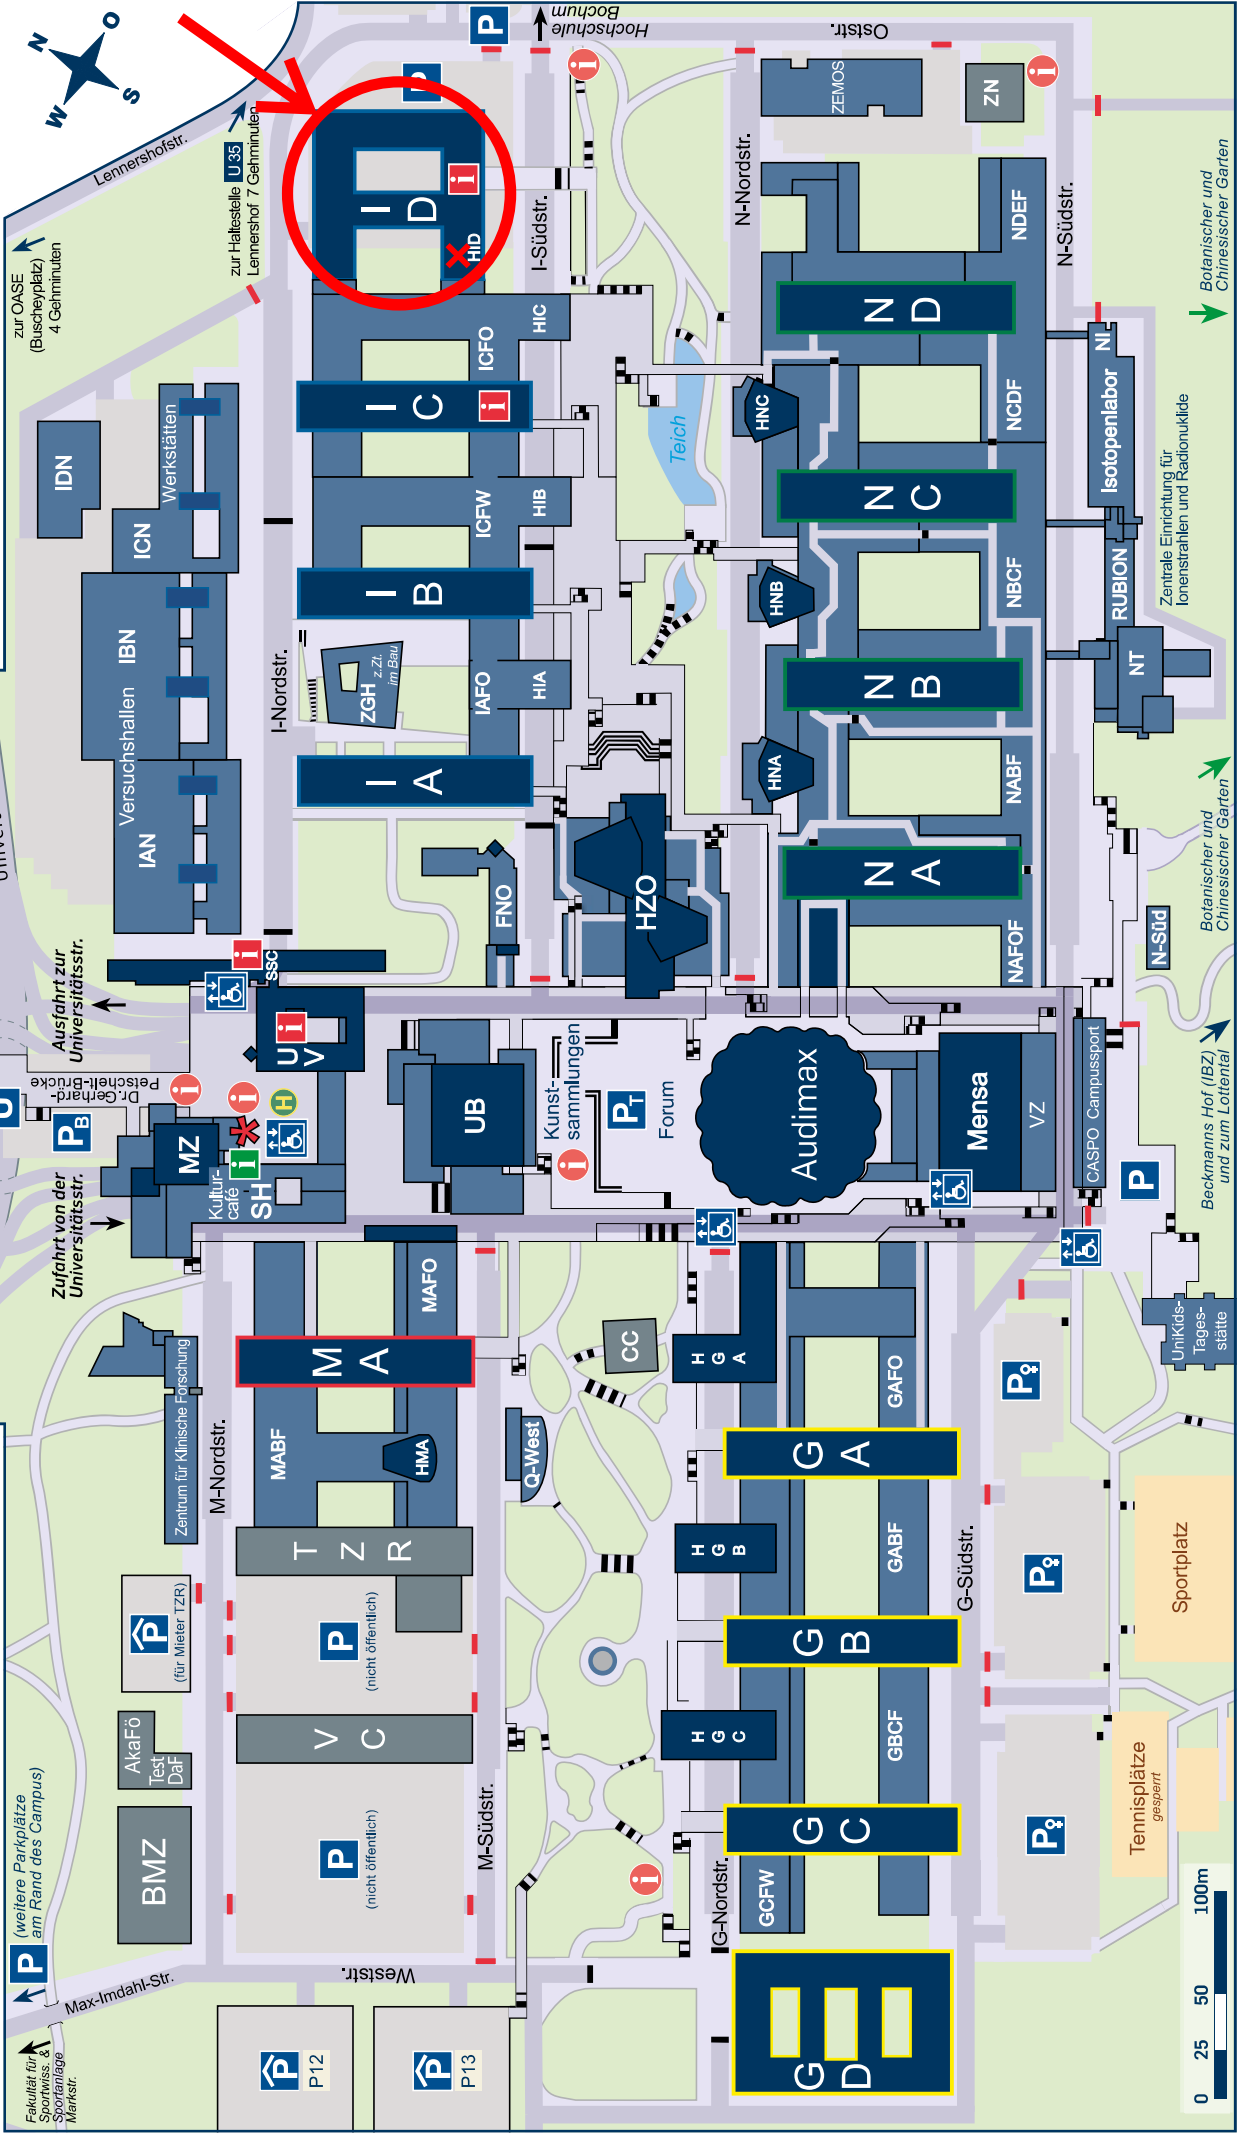 N
O
S
W
Hochschule
Bochum
P
P
Oststr.
Lennershofstr.
zur Haltestelle U 35
Lennershof 7 Gehminuten
zur OASE
(Buscheyplatz)
4 Gehminuten
I D
i
HID
I-Südstr.
i
N-Nordstr.
ZEMOS
ZN
i
N-Südstr.
Botanischer und
Chinesischer Garten
NDEF
N D
ICFO
HIC
I C
i
ICFW
HIB
I B
IDN
Werkstätten
ICN
IBN
Versuchshallen
IAN
I-Nordstr.
ZGH z.Zt.
im Bau
IAFO
HIA
I A
Teich
HNC
NCDF
N C
HNB
NBCF
N B
HNA
NABF
N A
NAFOF
NI
Isotopenlabor
RUBION
Zentrale Einrichtung für
Ionenstrahlen und Radionuklide
NT
Botanischer und
Chinesischer Garten
N-Süd
FNO
HZO
Ausfahrt zur
Universitätsstr.
SSC
i
U V
i
Dr.Gerhard-
Petschelt-Brücke
U
PB
i
i
H
MZ
i
Kultur-
café
SH
Zufahrt von der
Universitätsstr.
UB
Kunst-
sammlungen
i
PT
Forum
Audimax
Mensa
VZ
CASPO Campussport
P
Beckmanns Hof (IBZ)
und zum Lottental
UniKids-
Tages-
stätte
MAFO
M A
MABF
HMA
Zentrum für Klinische Forschung
M-Nordstr.
T Z R
P
(für Mieter TZR)
P
(nicht öffentlich)
V C
AkaFö
Test
DaF
BMZ
P
(nicht öffentlich)
M-Südstr.
Q-West
CC
H G A
GAFO
G A
H G B
GABF
G B
H G C
GBCF
G C
GCFW
G D
G-Nordstr.
G-Südstr.
i
P
P
P
Sportplatz
Tennisplätze
gesperrt
P (weitere Parkplätze
am Rand des Campus)
Max-Imdahl-Str.
Weststr.
Fakultät für
Sportwiss. &
Sportanlage
Markstr.
P
P12
P
P13
0 25 50 100m